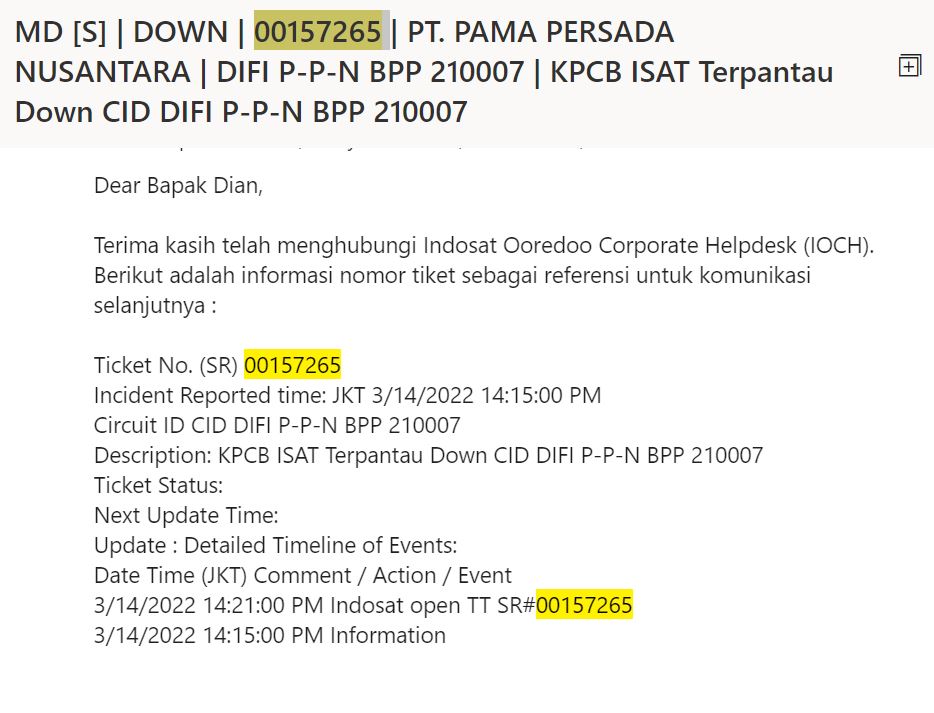 MD [S] | DOWN | 00157265 | PT. PAMA PERSADA
NUSANTARA | DIFI P-P-N BPP 210007 | KPCB ISAT Terpantau
Down CID DIFI P-P-N BPP 210007
Dear Bapak Dian,
Terima kasih telah menghubungi Indosat Ooredoo Corporate Helpdesk (IOCH).
Berikut adalah informasi nomor tiket sebagai referensi untuk komunikasi
selanjutnya :
Ticket No. (SR) 00157265
Incident Reported time: JKT 3/14/2022 14:15:00 PM
Circuit ID CID DIFI P-P-N BPP 210007
Description: KPCB ISAT Terpantau Down CID DIFI P-P-N BPP 210007
Ticket Status:
Next Update Time:
Update : Detailed Timeline of Events:
Date Time (JKT) Comment / Action / Event
3/14/2022 14:21:00 PM Indosat open TT SR#00157265
3/14/2022 14:15:00 PM Information